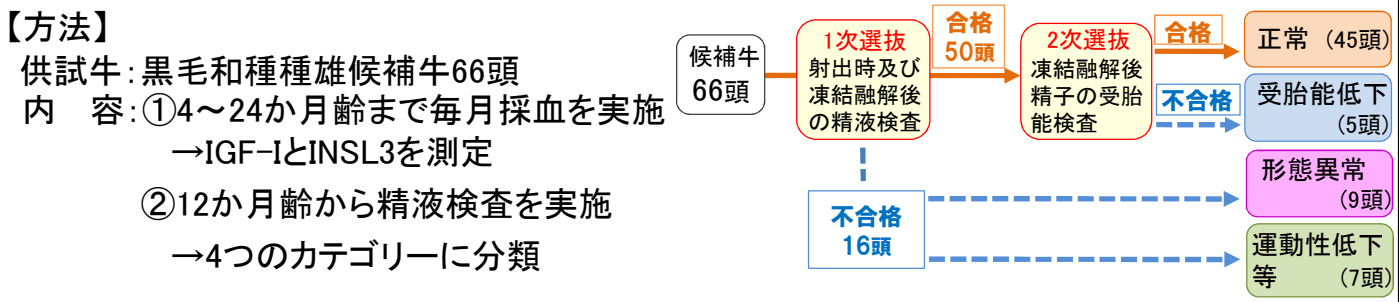 【方法】
供試牛：黒毛和種種雄候補牛66頭
内　容：①4～24か月齢まで毎月採血を実施
→IGF-IとINSL3を測定
②12か月齢から精液検査を実施
→4つのカテゴリーに分類
候補牛
66頭
1次選抜
射出時及び
凍結融解後
の精液検査
合格
50頭
2次選抜
凍結融解後
精子の受胎
能検査
合格
正常（45頭）
不合格
受胎能低下
（5頭）
不合格
16頭
形態異常
（9頭）
運動性低下
等　（7頭）